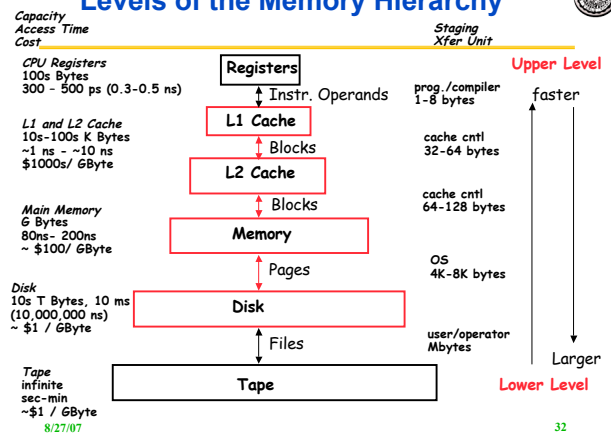 Levels of the Memory Hierarchy
Capacity
Access Time
Cost
Staging
Xfer Unit
CPU Registers
100s Bytes
300 – 500 ps (0.3-0.5 ns)
Registers
Upper Level
Instr. Operands
prog./compiler
1-8 bytes
faster
L1 and L2 Cache
10s-100s K Bytes
~1 ns - ~10 ns
$1000s/ GByte
L1 Cache
Blocks
cache cntl
32-64 bytes
L2 Cache
Blocks
cache cntl
64-128 bytes
Main Memory
G Bytes
80ns- 200ns
~ $100/ GByte
Memory
Pages
OS
4K-8K bytes
Disk
10s T Bytes, 10 ms
(10,000,000 ns)
~ $1 / GByte
Disk
Files
user/operator
Mbytes
Larger
Tape
infinite
sec-min
~$1 / GByte
Tape
Lower Level
8/27/07
32